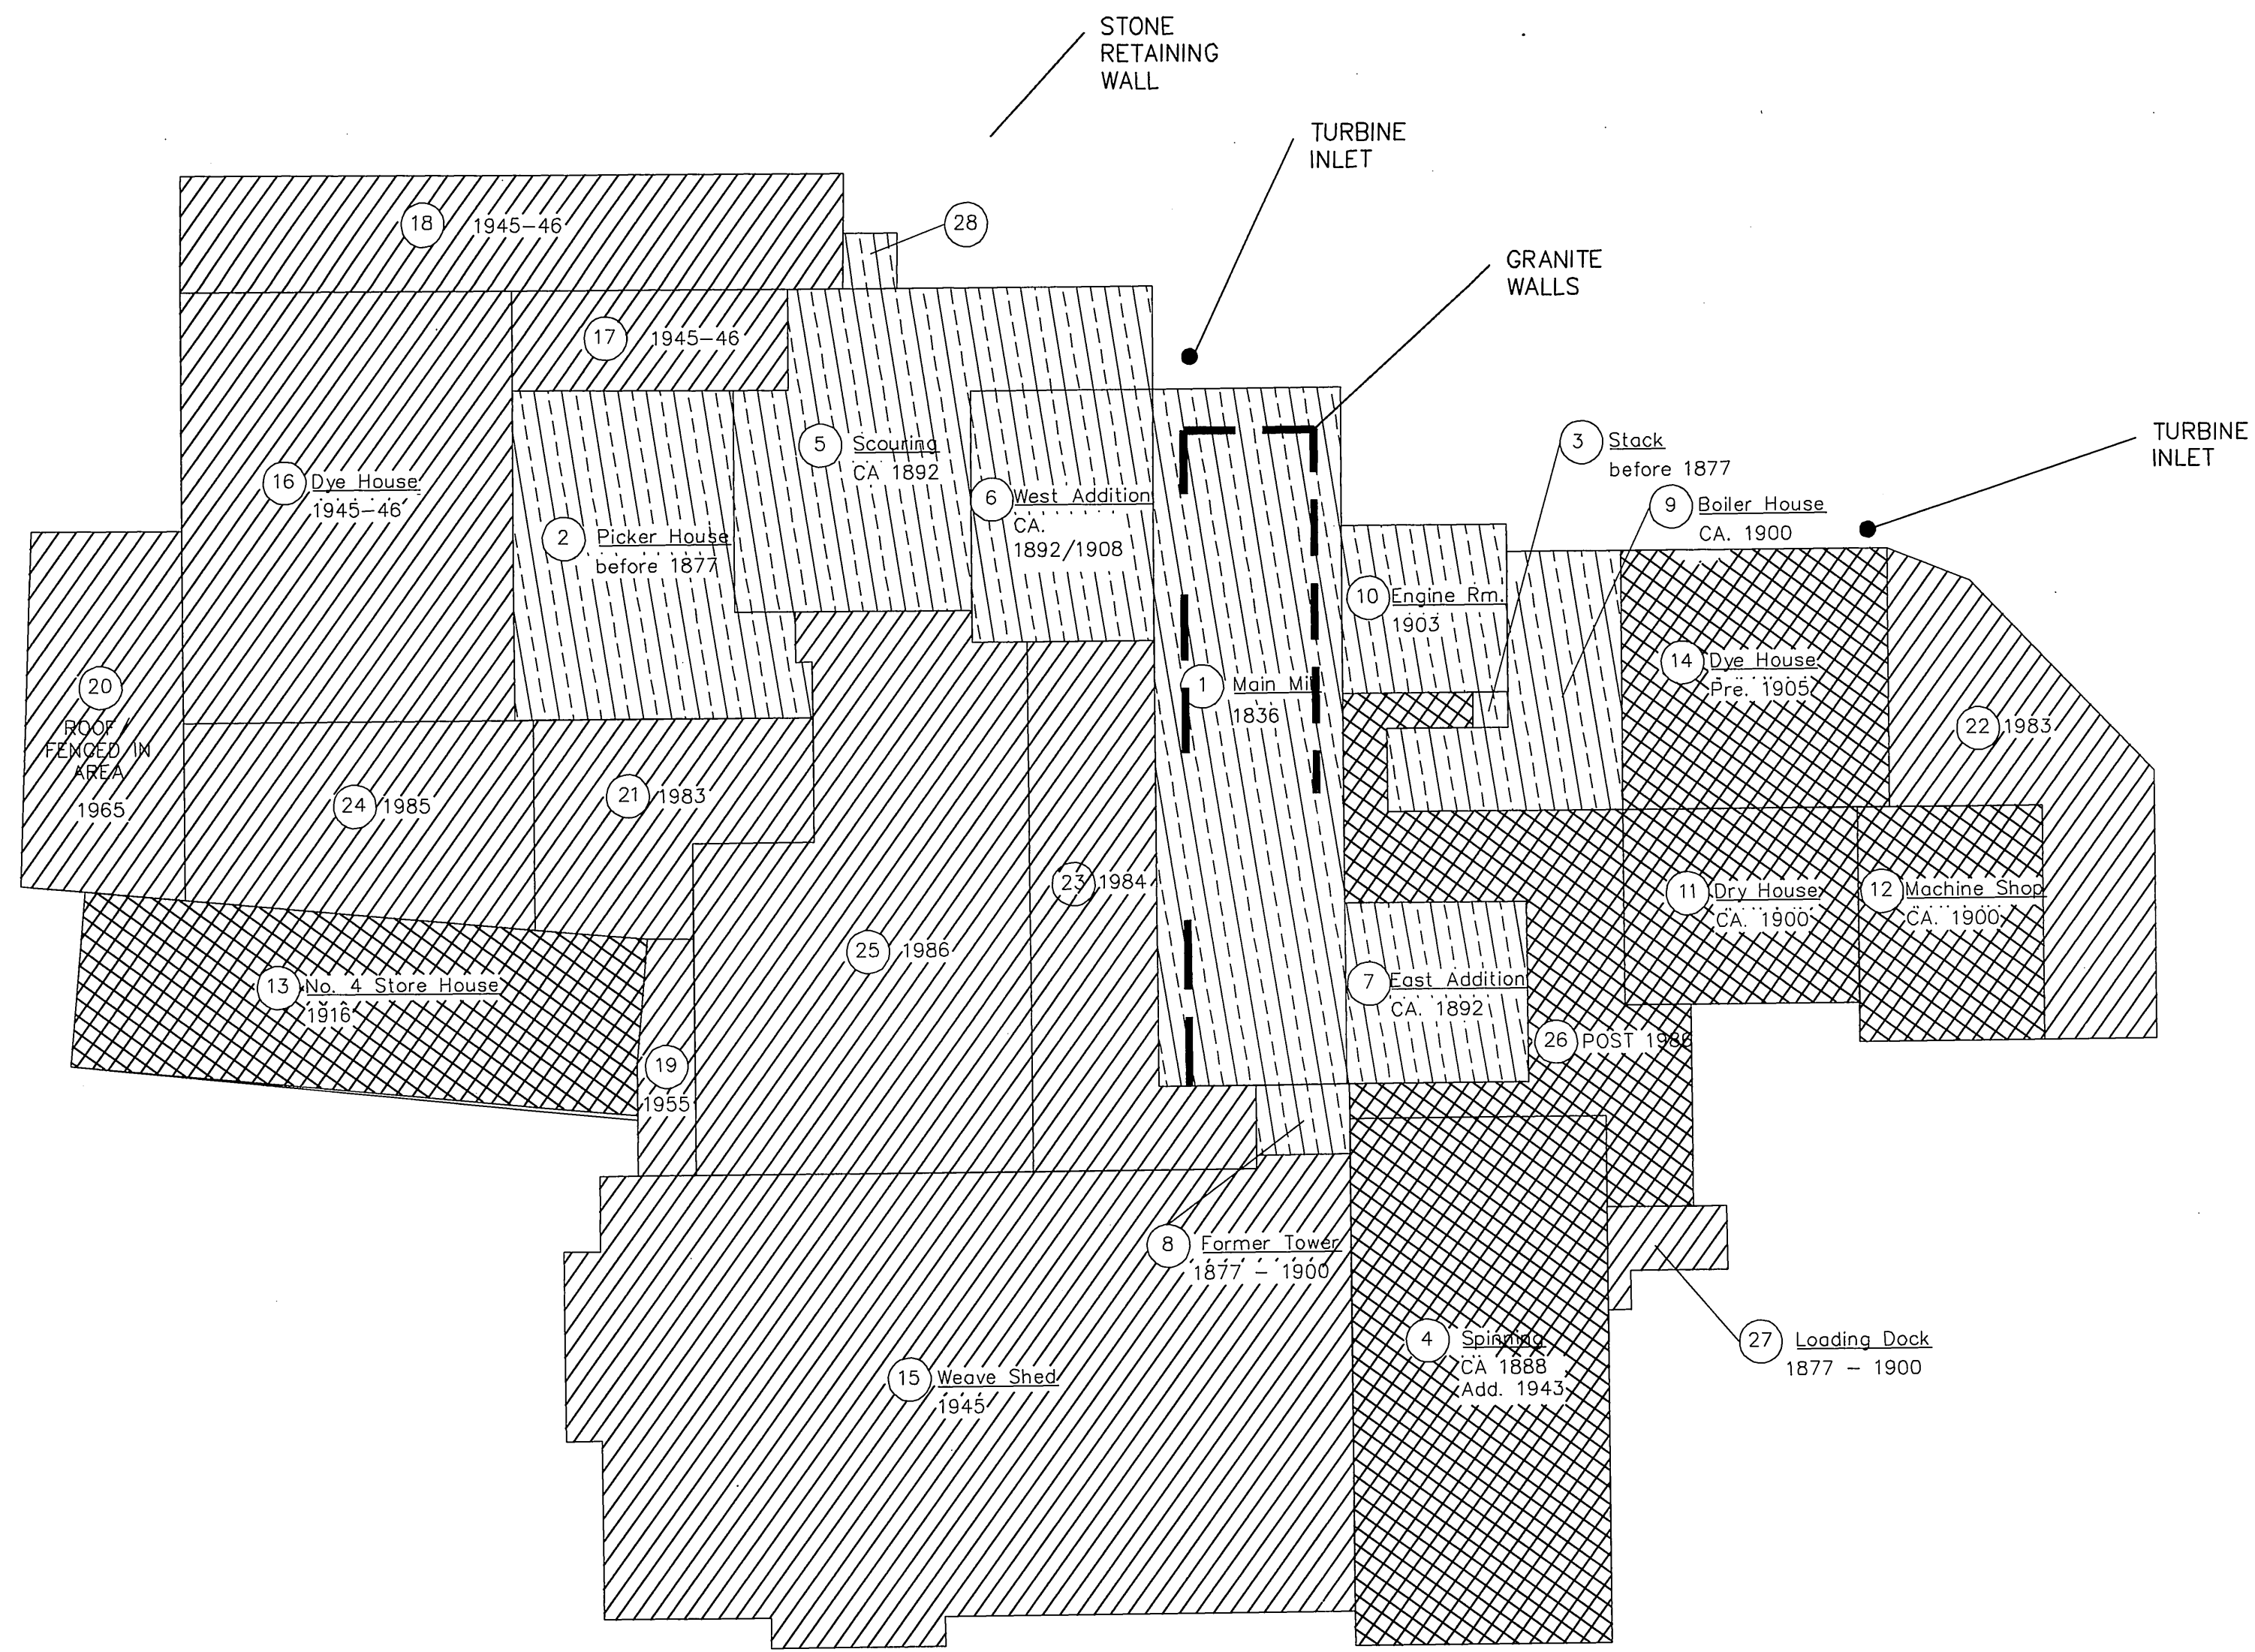 STONE
RETAINING
WALL
TURBINE
INLET
GRANITE
WALLS
TURBINE
INLET
18 1945-46
28
17 1945-46
16 Dye House
1945-46
2 Picker House
before 1877
5 Scouring
CA 1892
6 West Addition
CA.
1892/1908
3 Stack
before 1877
9 Boiler House
CA. 1900
10 Engine Rm.
1903
1 Main Mil
1836
14 Dye House
Pre. 1905
22 1983
20
ROOF
FENCED IN
AREA
1965
24 1985
21 1983
23 1984
25 1986
11 Dry House
CA. 1900
12 Machine Shop
CA. 1900
13 No. 4 Store House
1916
19
1955
7 East Addition
CA. 1892
26 POST 1986
8 Former Tower
1877 - 1900
15 Weave Shed
1945
4 Spinning
CA 1888
Add. 1943
27 Loading Dock
1877 - 1900